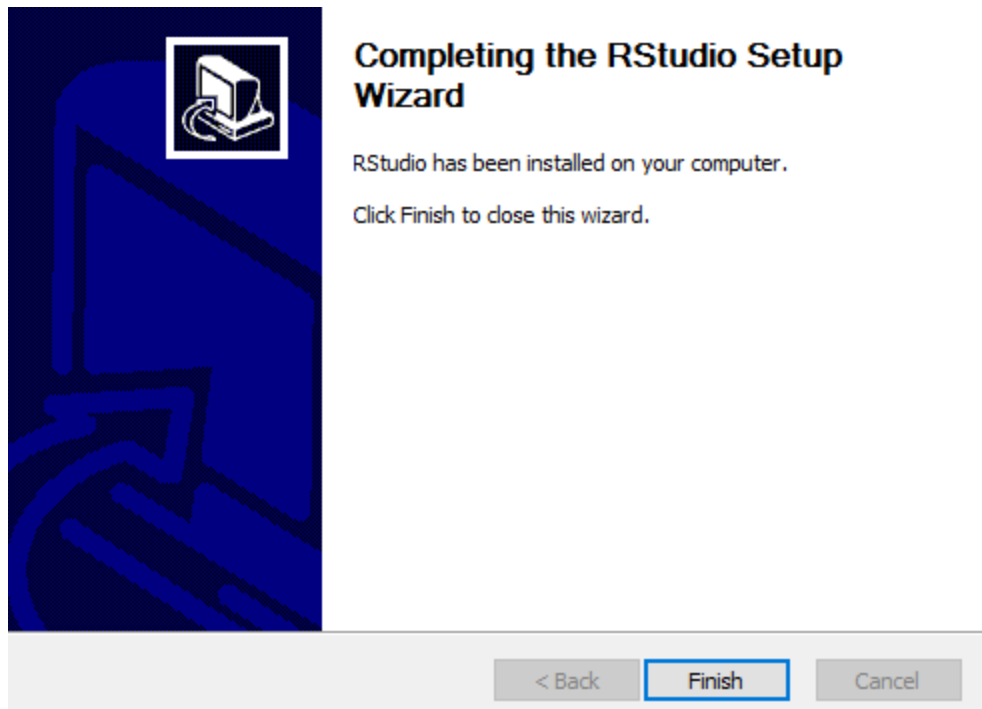 Completing the RStudio Setup
Wizard
RStudio has been installed on your computer.
Click Finish to close this wizard.
< Back
Finish
Cancel